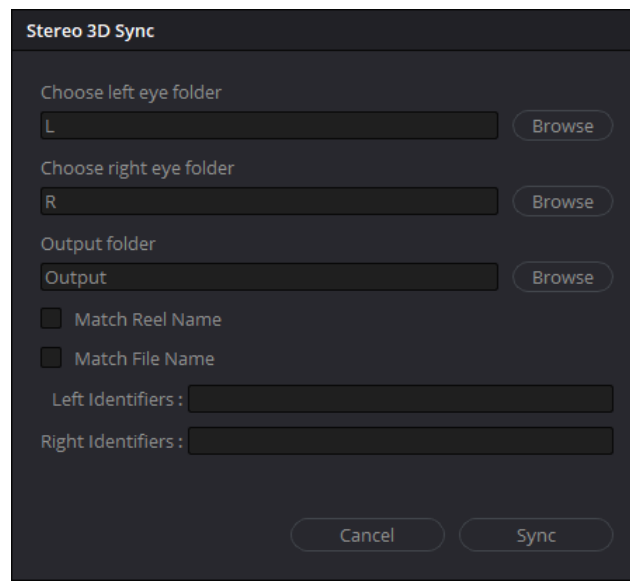 Stereo 3D Sync
Choose left eye folder
L
Browse
Choose right eye folder
R
Browse
Output folder
Output
Browse
Match Reel Name
Match File Name
Left Identifiers :
Right Identifiers :
Cancel
Sync